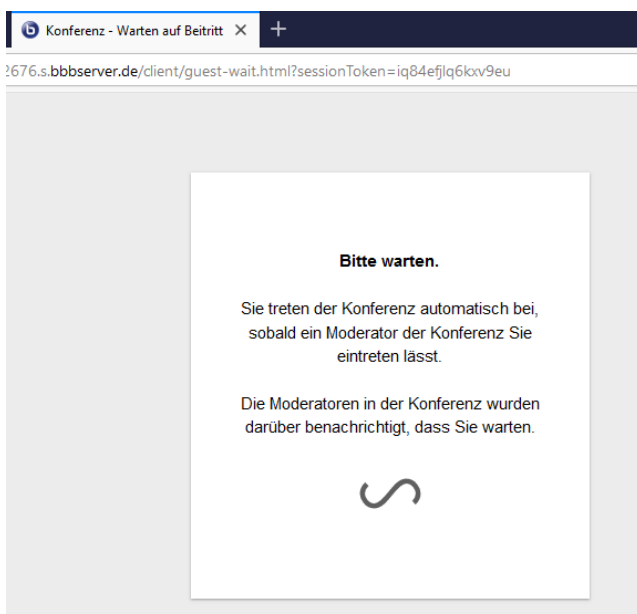 Konferenz - Warten auf Beitritt
2676.s.bbbserver.de/client/guest-wait.html?sessionToken=iq84efjlq6kxv9eu
Bitte warten.
Sie treten der Konferenz automatisch bei,
sobald ein Moderator der Konferenz Sie
eintreten lässt.
Die Moderatoren in der Konferenz wurden
darüber benachrichtigt, dass Sie warten.